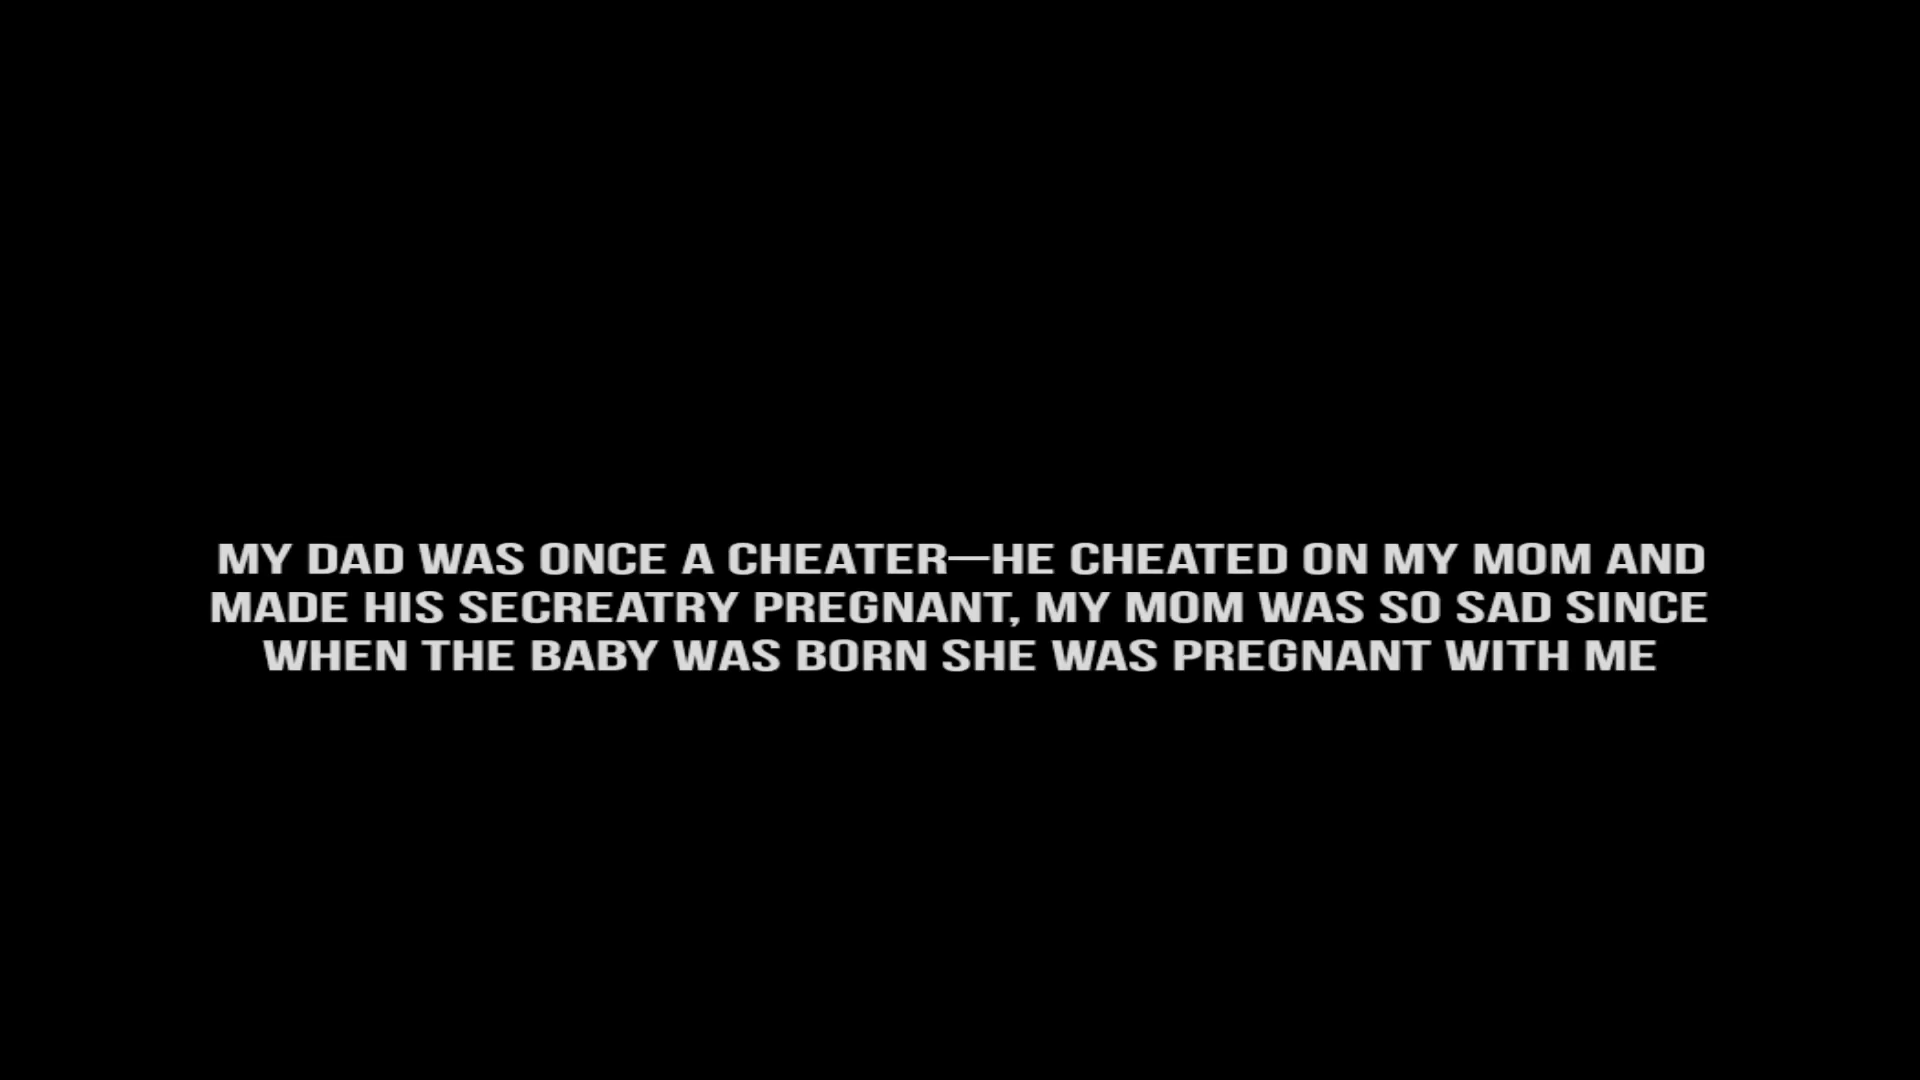 MY DAD WAS ONCE A CHEATER—HE CHEATED ON MY MOM AND
MADE HIS SECREATRY PREGNANT, MY MOM WAS SO SAD SINCE
WHEN THE BABY WAS BORN SHE WAS PREGNANT WITH ME